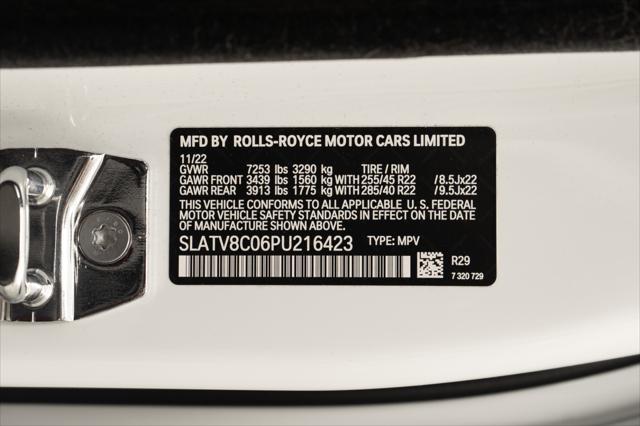 MFD BY ROLLS-ROYCE MOTOR CARS LIMITED
11/22
GVWR 7253 lbs 3290 kg TIRE / RIM
GAWR FRONT 3439 lbs 1560 kg WITH 255/45 R22 /8.5Jx22
GAWR REAR 3913 lbs 1775 kg WITH 285/40 R22 /9.5Jx22
THIS VEHICLE CONFORMS TO ALL APPLICABLE U. S. FEDERAL
MOTOR VEHICLE SAFETY STANDARDS IN EFFECT ON THE
DATE OF MANUFACTURE SHOWN ABOVE.
SLATV8C06PU216423 TYPE: MPV
R29
7 320 729